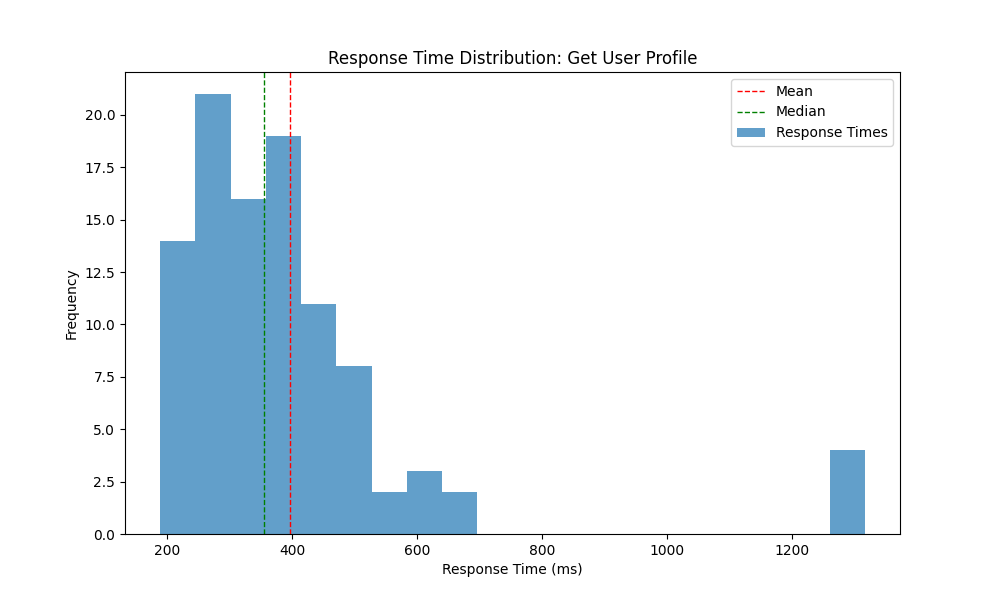 Response Time Distribution: Get User Profile
Mean
Median
Response Times
Frequency
20.0
17.5
15.0
12.5
10.0
7.5
5.0
2.5
0.0
200 400 600 800 1000 1200
Response Time (ms)